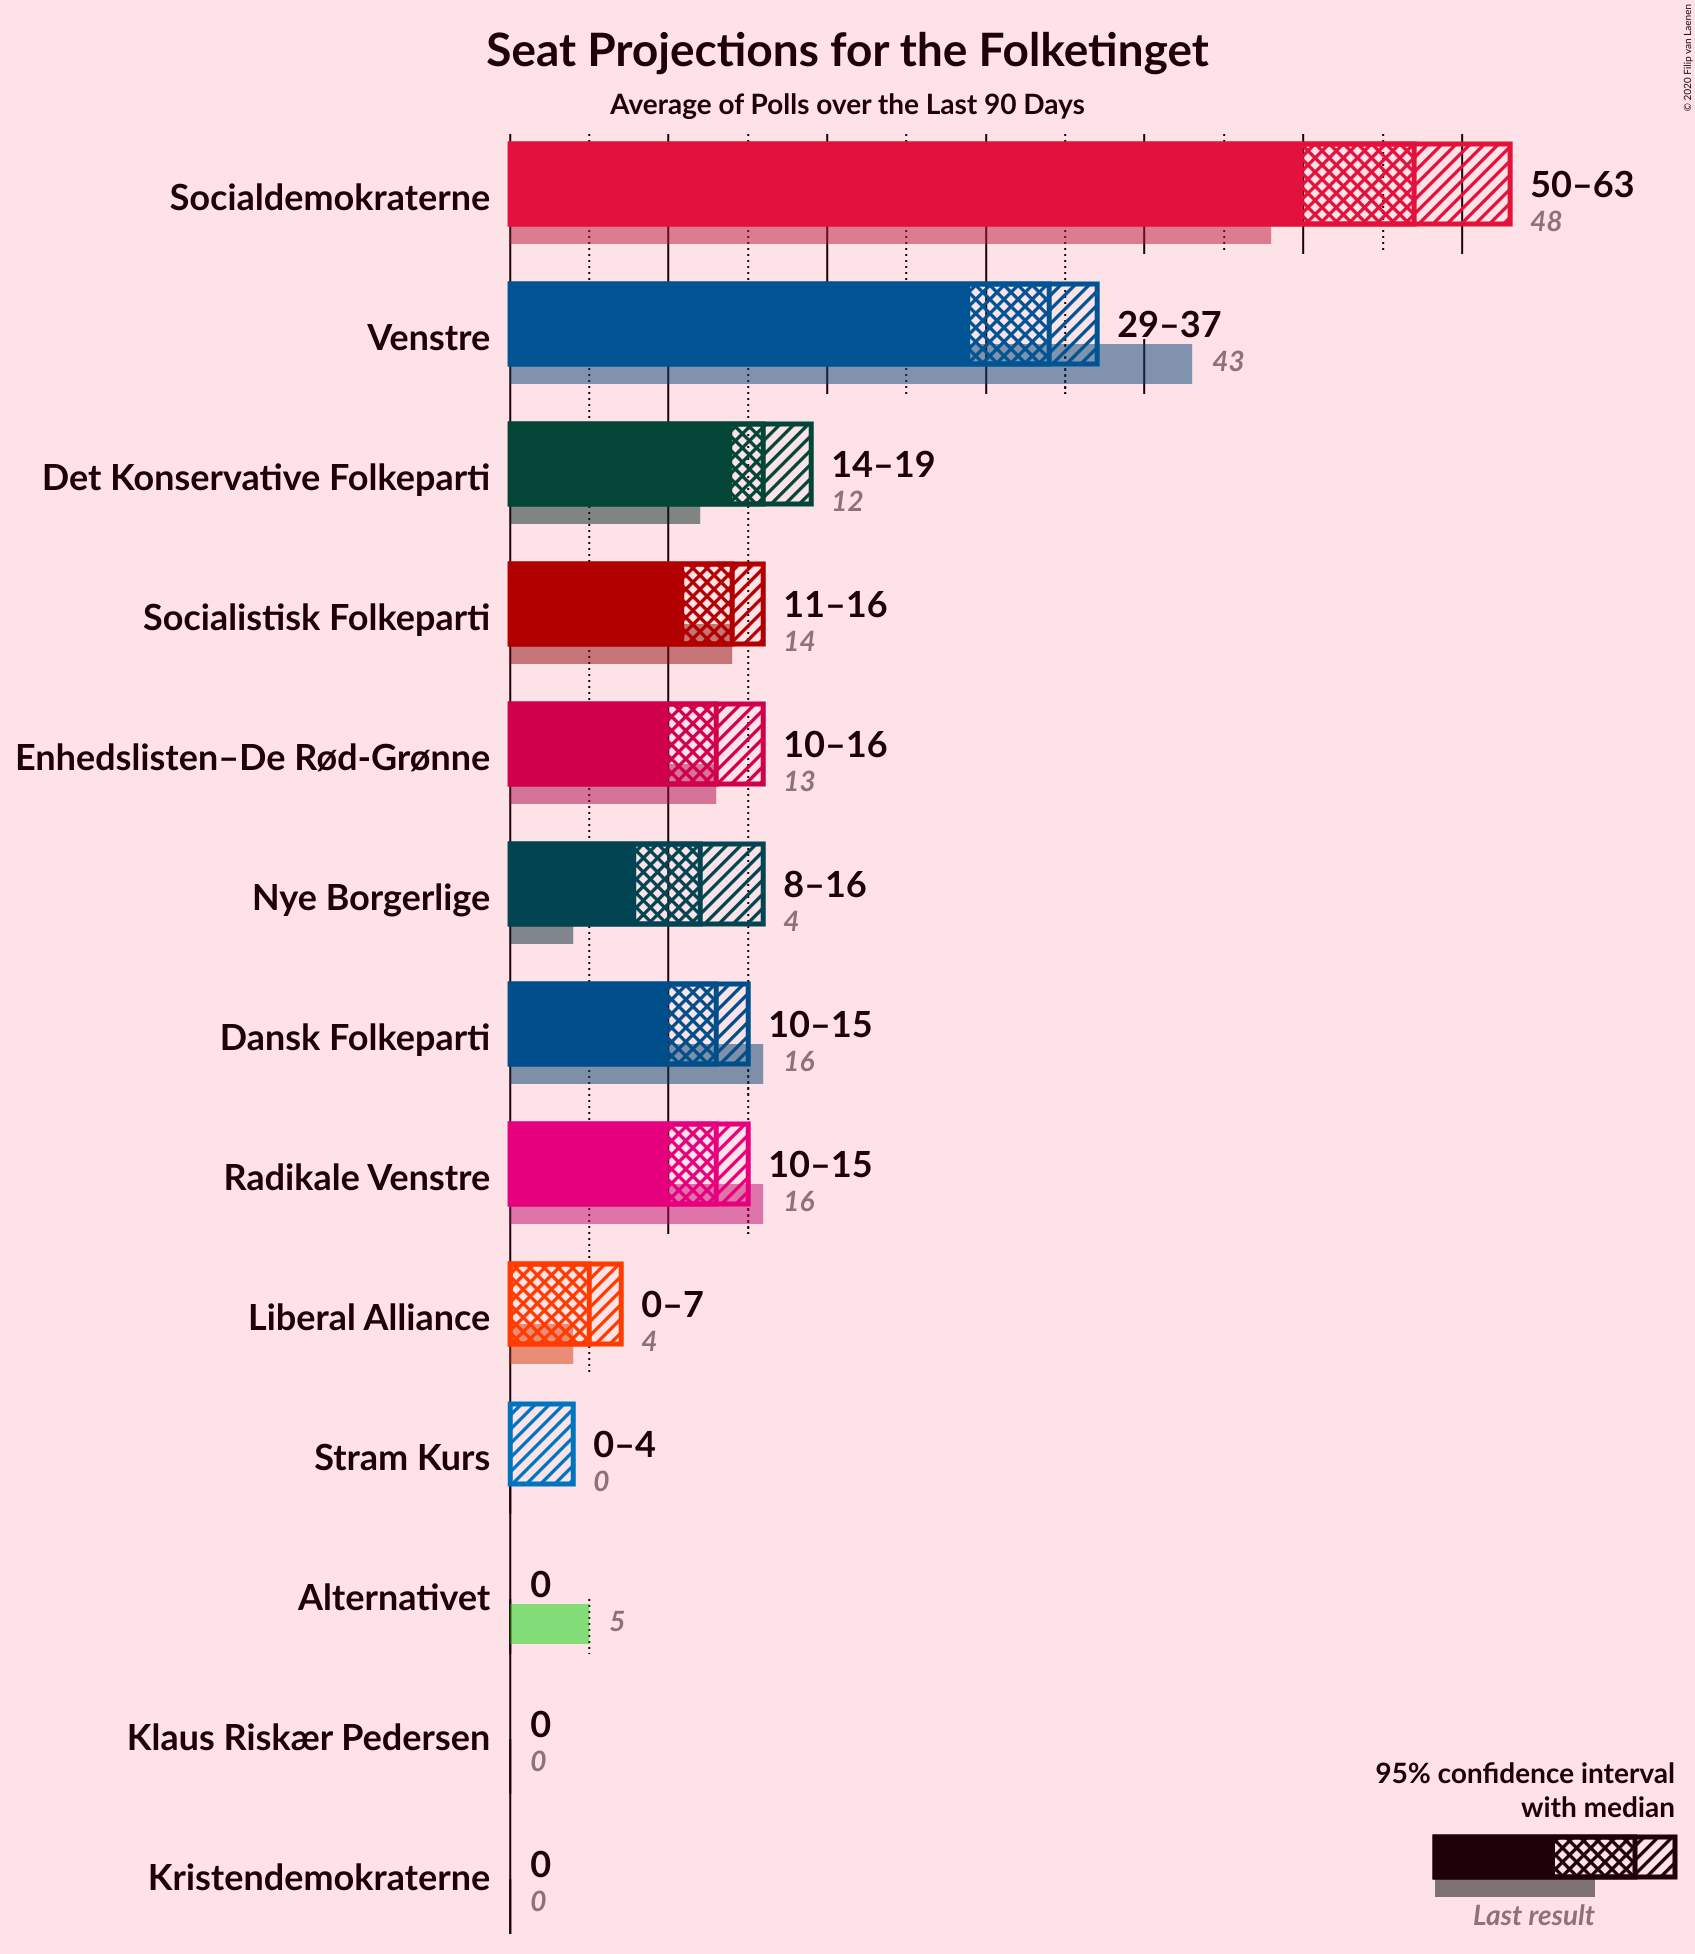 Seat Projections for the Folketinget
Average of Polls over the Last 90 Days
© 2020 Filip van Laenen
Socialdemokraterne
50–63
48
Venstre
29–37
43
Det Konservative Folkeparti
14–19
12
Socialistisk Folkeparti
11–16
14
Enhedslisten–De Rød-Grønne
10–16
13
Nye Borgerlige
8–16
4
Dansk Folkeparti
10–15
16
Radikale Venstre
10–15
16
Liberal Alliance
0–7
4
Stram Kurs
0–4
0
Alternativet
0
5
Klaus Riskær Pedersen
0
0
Kristendemokraterne
0
0
95% confidence interval
with median
Last result